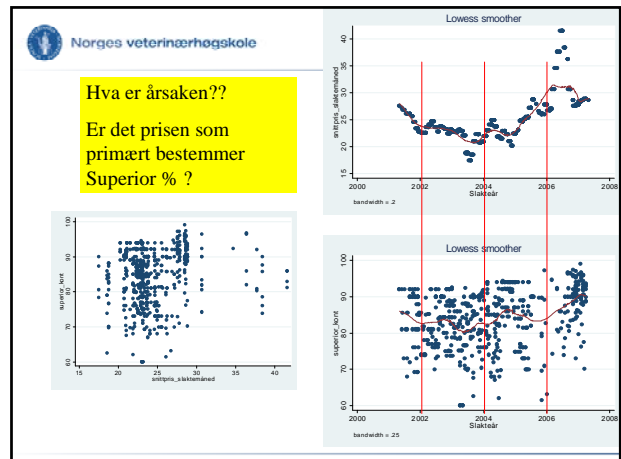 Norges veterinærhøgskole
Hva er årsaken??
Er det prisen som
primært bestemmer
Superior % ?
superior_kont
60 70 80 90 100
15 20 25 30 35 40
snittpris_slaktemåned
Lowess smoother
snittpris_slaktemåned
15 20 25 30 35 40
2000 2002 2004 2006 2008
Slakteår
bandwidth = .2
Lowess smoother
superior_kont
60 70 80 90 100
2000 2002 2004 2006 2008
Slakteår
bandwidth = .25